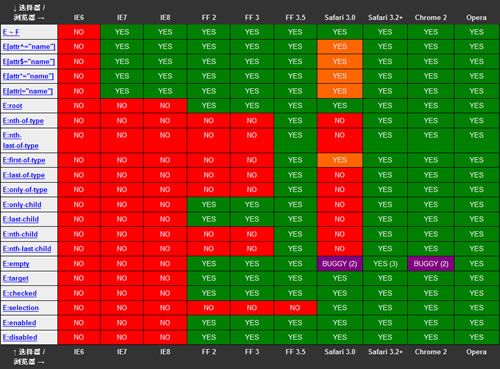 ↓ 选择器 /
浏览器 → IE6 IE7 IE8 FF 2 FF 3 FF 3.5 Safari 3.0 Safari 3.2+ Chrome 2 Opera
E ~ F NO YES YES YES YES YES YES YES YES YES
E[attr^="name"] NO YES YES YES YES YES YES YES YES YES
E[attr$="name"] NO YES YES YES YES YES YES YES YES YES
E[attr*="name"] NO YES YES YES YES YES YES YES YES YES
E[attr|="name"] NO YES YES YES YES YES YES YES YES YES
E:root NO NO NO YES YES YES YES YES YES YES
E:nth-of-type NO NO NO NO NO YES NO YES YES YES
E:nth- NO NO NO NO NO YES NO YES YES YES
last-of-type
E:first-of-type NO NO NO NO NO YES YES YES YES YES
E:last-of-type NO NO NO NO NO YES NO YES YES YES
E:only-of-type NO NO NO NO NO YES NO YES YES YES
E:only-child NO NO NO YES YES YES NO YES YES YES
E:last-child NO NO NO YES YES YES NO YES YES YES
E:nth-child NO NO NO NO NO YES NO YES YES YES
E:nth-last-child NO NO NO NO NO YES NO YES YES YES
E:empty NO NO NO YES YES YES BUGGY (2) YES (3) BUGGY (2) YES
E:target NO NO NO YES YES YES YES YES YES YES
E:checked NO NO NO YES YES YES YES YES YES YES
E:selection NO NO NO NO NO NO YES YES YES YES
E:enabled NO NO NO YES YES YES YES YES YES YES
E:disabled NO NO NO YES YES YES YES YES YES YES
↑ 选择器 /
浏览器 → IE6 IE7 IE8 FF 2 FF 3 FF 3.5 Safari 3.0 Safari 3.2+ Chrome 2 Opera